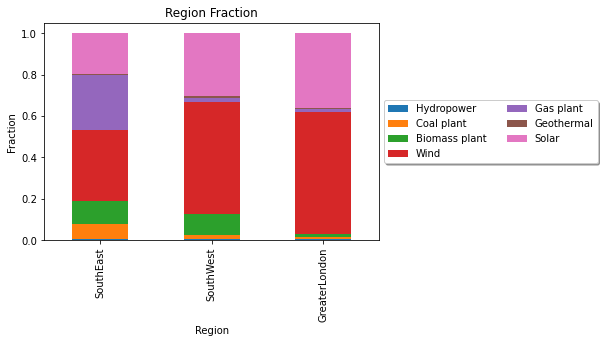 Region Fraction
1.0
0.8
0.6
0.4
0.2
0.0
Fraction
SouthEast
SouthWest
GreaterLondon
Region
Hydropower
Coal plant
Biomass plant
Wind
Gas plant
Geothermal
Solar